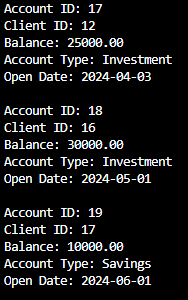 Account ID: 17
Client ID: 12
Balance: 25000.00
Account Type: Investment
Open Date: 2024-04-03

Account ID: 18
Client ID: 16
Balance: 30000.00
Account Type: Investment
Open Date: 2024-05-01

Account ID: 19
Client ID: 17
Balance: 10000.00
Account Type: Savings
Open Date: 2024-06-01